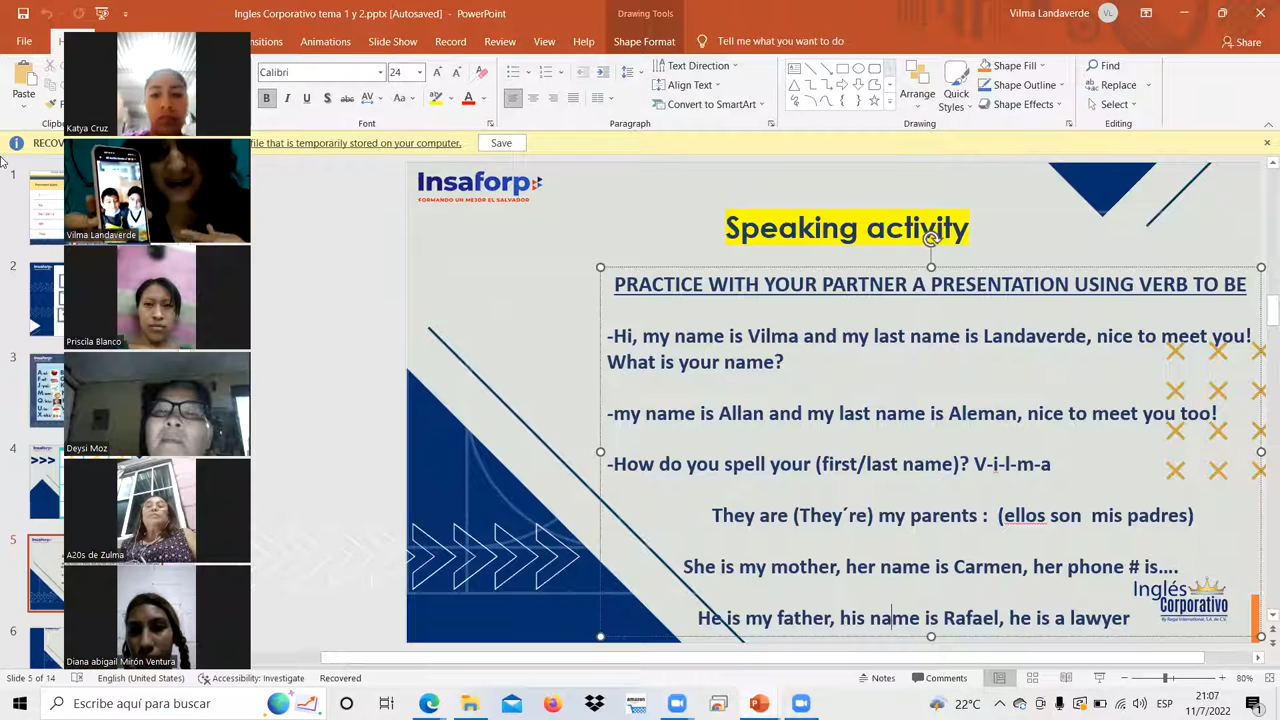 Inglés Corporativo tema 1 y 2.pptx
Drawing Tools
Vilma Landaverde
VL
sitions
Animations
Slide Show
Recording
Review
View
Help
Shape Format
Tell me what you want to do
Share
Paste
Calibri
24
Text Direction
Align Text
Convert to SmartArt
Arrange
Quick
Styles
Shape Fill
Shape Outline
Shape Effects
Find
Replace
Select
Font
Paragraph
Drawing
Editing
RECOV
file that is temporarily stored on your computer.
Save
Katya Cruz
Vilma Landaverde
Priscila Blanco
Deysi Moz
A20s de Zulma
Diana abigail Mirón Ventura
Insaforp
FORMANDO UN MEJOR EL SALVADOR
Speaking activity
PRACTICE WITH YOUR PARTNER A PRESENTATION USING VERB TO BE
-Hi, my name is Vilma and my last name is Landaverde, nice to meet you!
What is your name?
-my name is Allan and my last name is Aleman, nice to meet you too!
-How do you spell your (first/last name)? V-i-l-m-a
They are (They´re) my parents : (ellos son mis padres)
She is my mother, her name is Carmen, her phone # is….
He is my father, his name is Rafael, he is a lawyer
Inglés
Corporativo
By Regal International, S.A. de C.V.
Slide 5 of 14
English (United States)
Accessibility: Investigate
Recovered
Notes
Comments
80%
Escribe aquí para buscar
22°C
ESP
21:07
11/7/2022